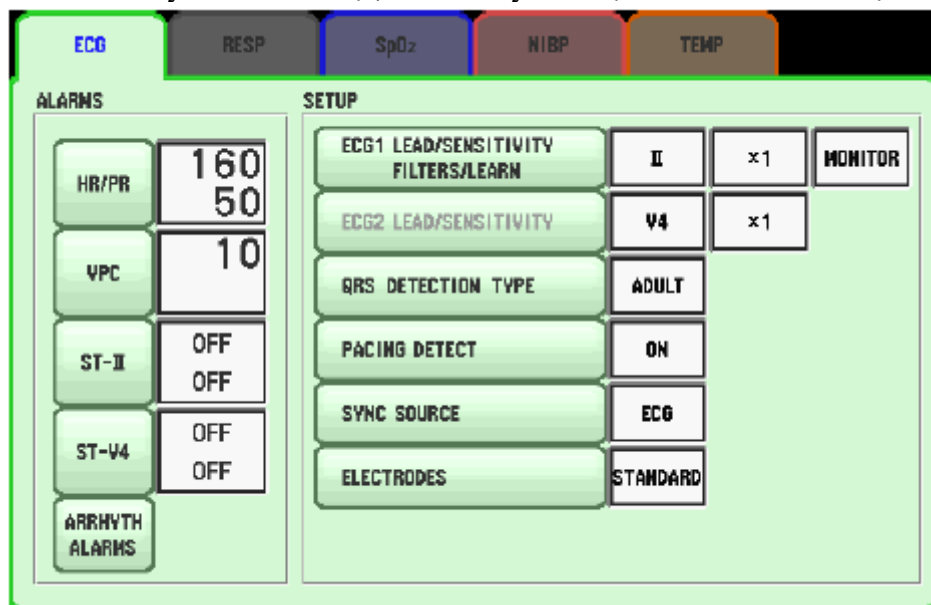 ECG RESP SpO₂ NIBP TEMP
ALARMS
HR/PR 160
50
VPC 10
ST-Ⅱ OFF
OFF
ST-V4 OFF
OFF
ARRHYTH
ALARMS
SETUP
ECG1 LEAD/SENSITIVITY
FILTERS/LEARN Ⅱ ×1 MONITOR
ECG2 LEAD/SENSITIVITY V4 ×1
QRS DETECTION TYPE ADULT
PACING DETECT ON
SYNC SOURCE ECG
ELECTRODES STANDARD